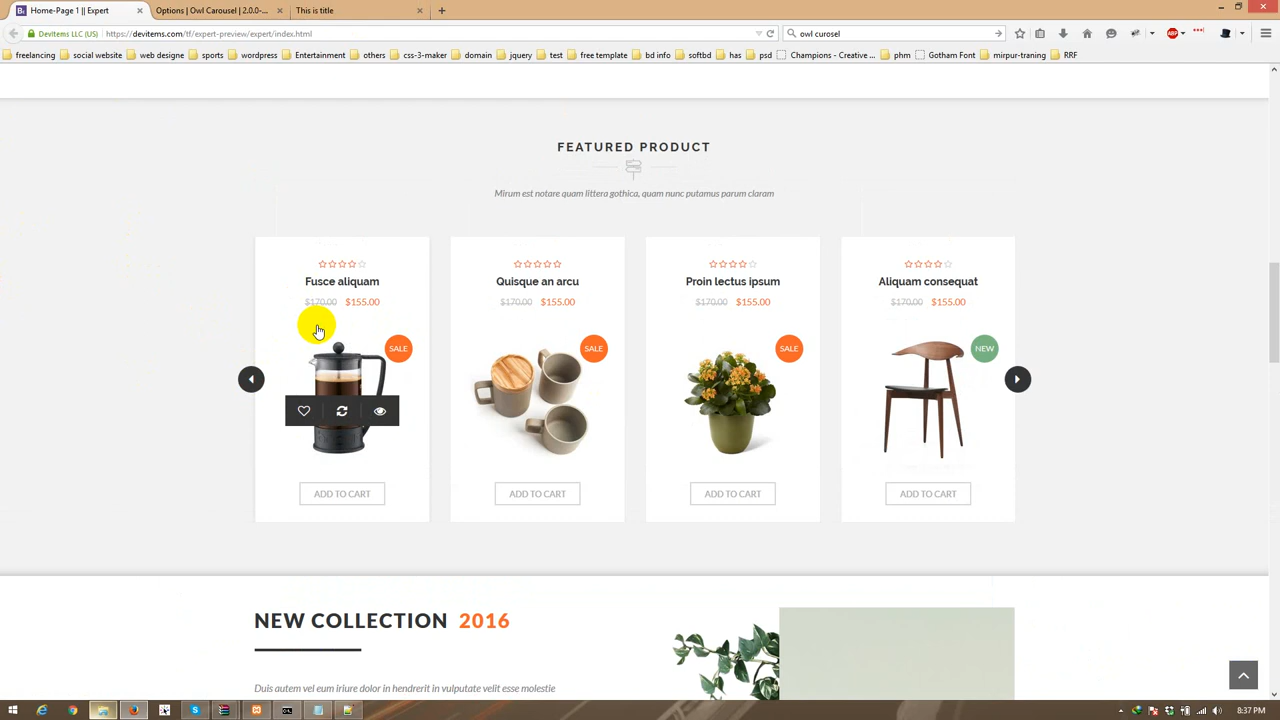 Home-Page 1 || Expert
Options | Owl Carousel | 2.0.0-...
This is title
DevItems LLC (US)
https://devitems.com/tf/expert-preview/expert/index.html
owl curosel
ABP
freelancing
social website
web designe
sports
wordpress
Entertainment
others
css-3-maker
domain
jquery
test
free template
bd info
softbd
has
psd
Champions - Creative ...
phm
Gotham Font
mirpur-traning
RRF
FEATURED PRODUCT
Mirum est notare quam littera gothica, quam nunc putamus parum claram
Fusce aliquam
$170.00 $155.00
SALE
ADD TO CART
Quisque an arcu
$170.00 $155.00
SALE
ADD TO CART
Proin lectus ipsum
$170.00 $155.00
SALE
ADD TO CART
Aliquam consequat
$170.00 $155.00
NEW
ADD TO CART
NEW COLLECTION 2016
Duis autem vel eum iriure dolor in hendrerit in vulputate velit esse molestie
8:37 PM